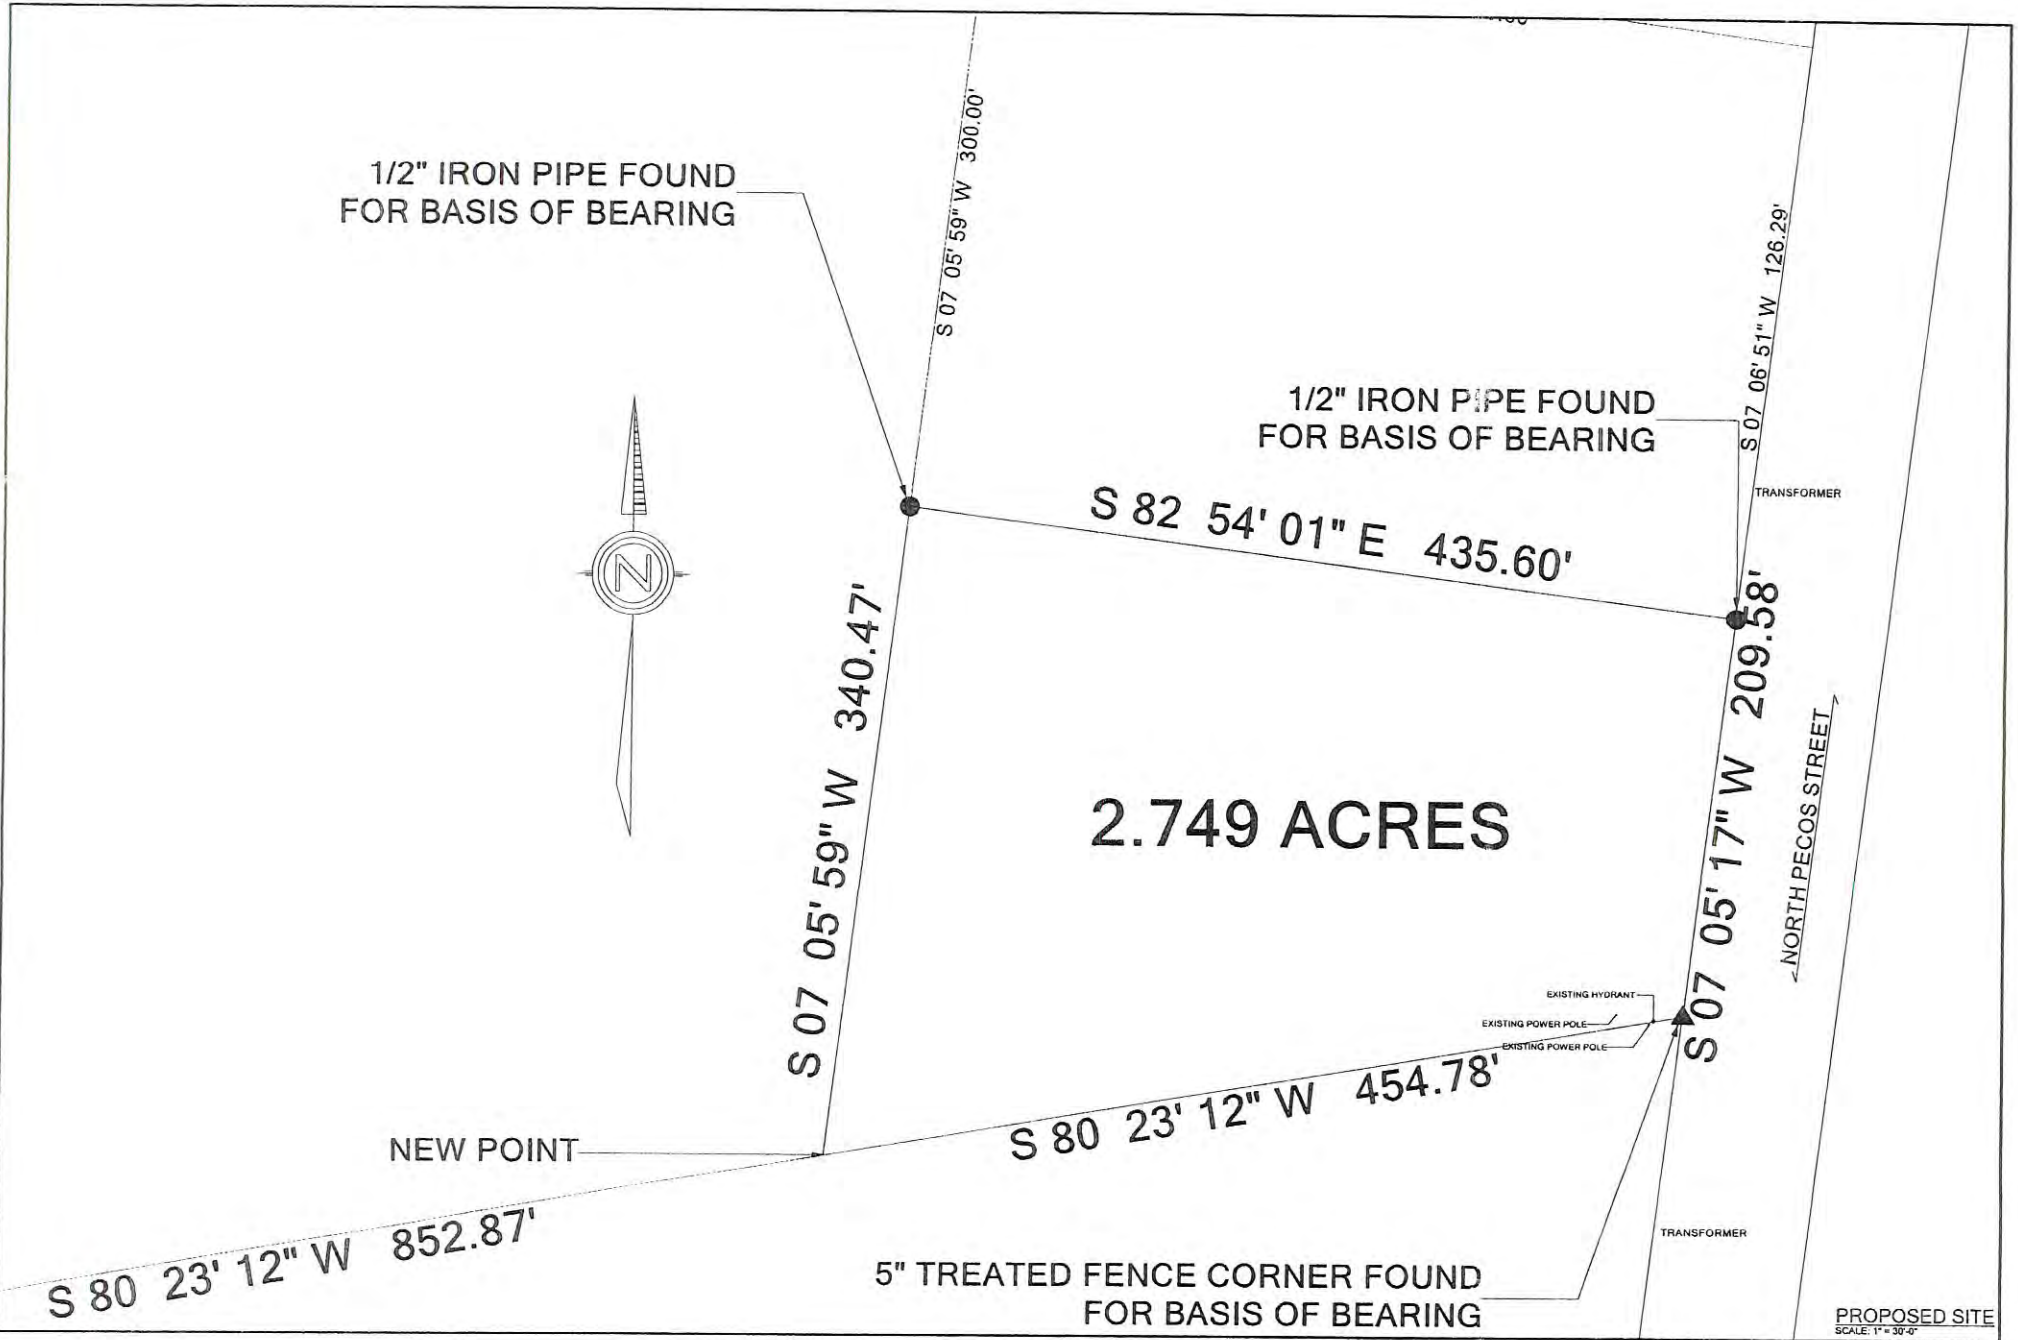 1/2" IRON PIPE FOUND
FOR BASIS OF BEARING
S 07 05' 59" W 300.00'
S 07 06' 51" W 126.29'
1/2" IRON PIPE FOUND
FOR BASIS OF BEARING
TRANSFORMER
S 82 54' 01" E 435.60'
N
S 07 05' 59" W 340.47'
S 07 05' 17" W 209.58'
NORTH PECOS STREET
2.749 ACRES
EXISTING HYDRANT
EXISTING POWER POLE
EXISTING POWER POLE
S 80 23' 12" W 454.78'
NEW POINT
S 80 23' 12" W 852.87'
TRANSFORMER
5" TREATED FENCE CORNER FOUND
FOR BASIS OF BEARING
PROPOSED SITE
SCALE: 1" = 30'-0"